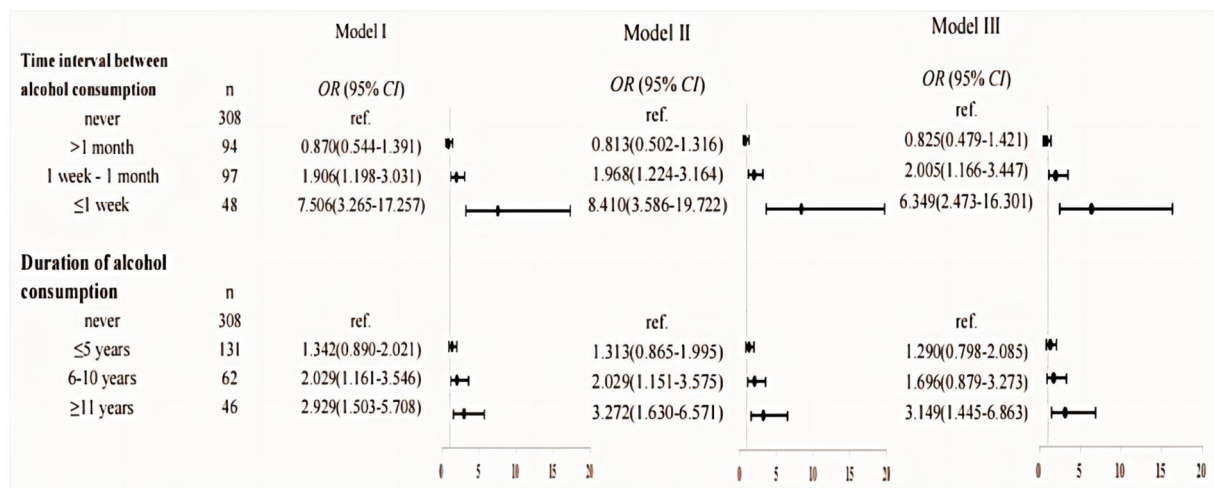 Model I Model II Model III
Time interval between
alcohol consumption n OR (95% CI) OR (95% CI) OR (95% CI)
never 308 ref. ref. ref.
>1 month 94 0.870(0.544-1.391) 0.813(0.502-1.316) 0.825(0.479-1.421)
1 week - 1 month 97 1.906(1.198-3.031) 1.968(1.224-3.164) 2.005(1.166-3.447)
≤1 week 48 7.506(3.265-17.257) 8.410(3.586-19.722) 6.349(2.473-16.301)
Duration of alcohol
consumption n
never 308 ref. ref. ref.
≤5 years 131 1.342(0.890-2.021) 1.313(0.865-1.995) 1.290(0.798-2.085)
6-10 years 62 2.029(1.161-3.546) 2.029(1.151-3.575) 1.696(0.879-3.273)
≥11 years 46 2.929(1.503-5.708) 3.272(1.630-6.571) 3.149(1.445-6.863)
0 5 10 15 20 0 5 10 15 20 0 5 10 15 20